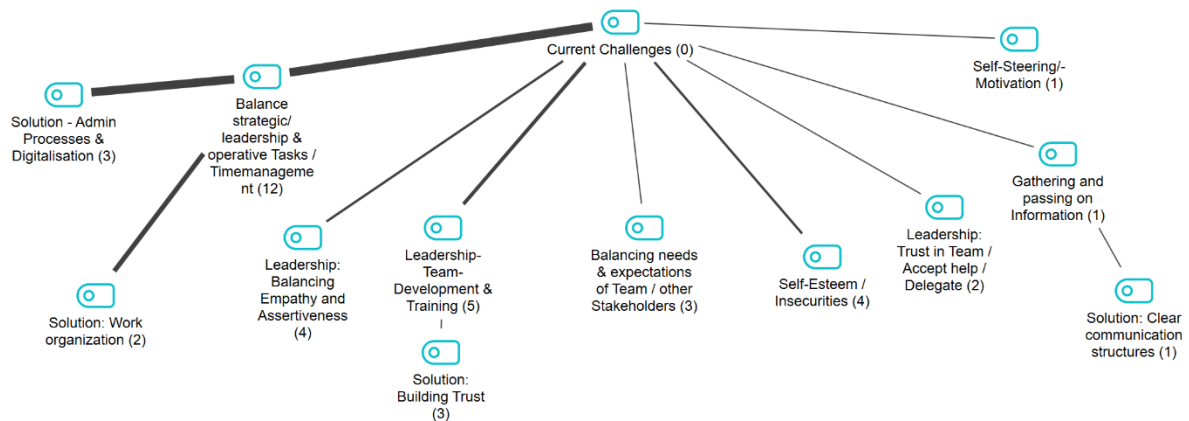 Current Challenges (0)
Self-Steering/-
Motivation (1)
Solution - Admin
Processes &
Digitalisation (3)
Balance
strategic/
leadership &
operative Tasks /
Timemanageme
nt (12)
Gathering and
passing on
Information (1)
Leadership:
Balancing
Empathy and
Assertiveness
(4)
Leadership-
Team-
Development &
Training (5)
Balancing needs
& expectations
of Team / other
Stakeholders (3)
Self-Esteem /
Insecurities (4)
Leadership:
Trust in Team /
Accept help /
Delegate (2)
Solution: Work
organization (2)
Solution:
Building Trust
(3)
Solution: Clear
communication
structures (1)